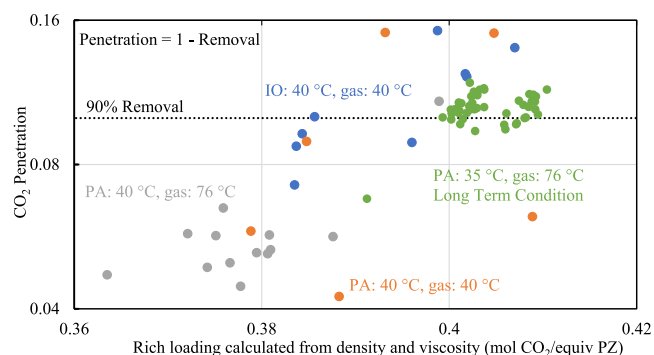 0.16
Penetration = 1 - Removal
IO: 40 °C, gas: 40 °C
90% Removal
CO₂ Penetration
0.08
PA: 40 °C, gas: 76 °C
PA: 35 °C, gas: 76 °C
Long Term Condition
PA: 40 °C, gas: 40 °C
0.04
0.36
0.38
0.4
0.42
Rich loading calculated from density and viscosity (mol CO₂/equiv PZ)